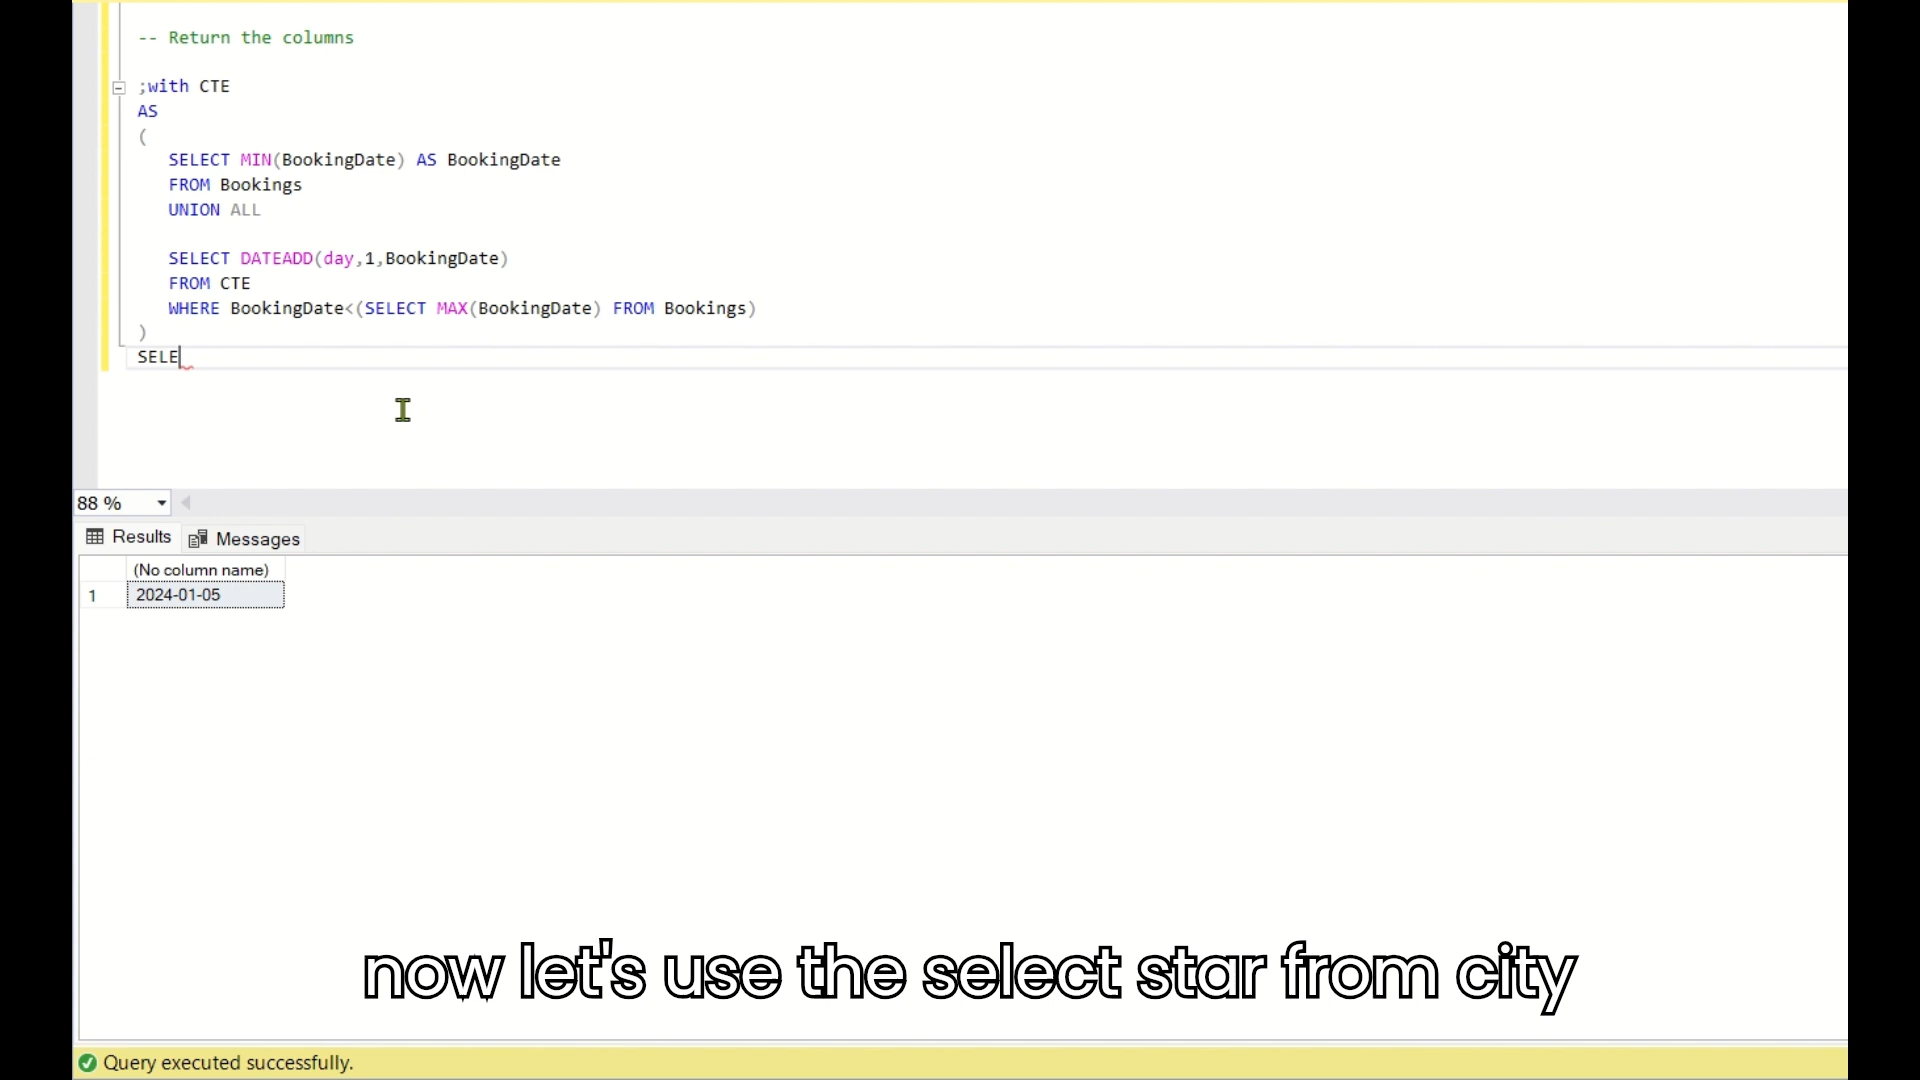 -- Return the columns
;with CTE
AS
(
SELECT MIN(BookingDate) AS BookingDate
FROM Bookings
UNION ALL
SELECT DATEADD(day,1,BookingDate)
FROM CTE
WHERE BookingDate<(SELECT MAX(BookingDate) FROM Bookings)
)
SELE
88 %
Results Messages
(No column name)
1 2024-01-05
now let's use the select star from city
Query executed successfully.